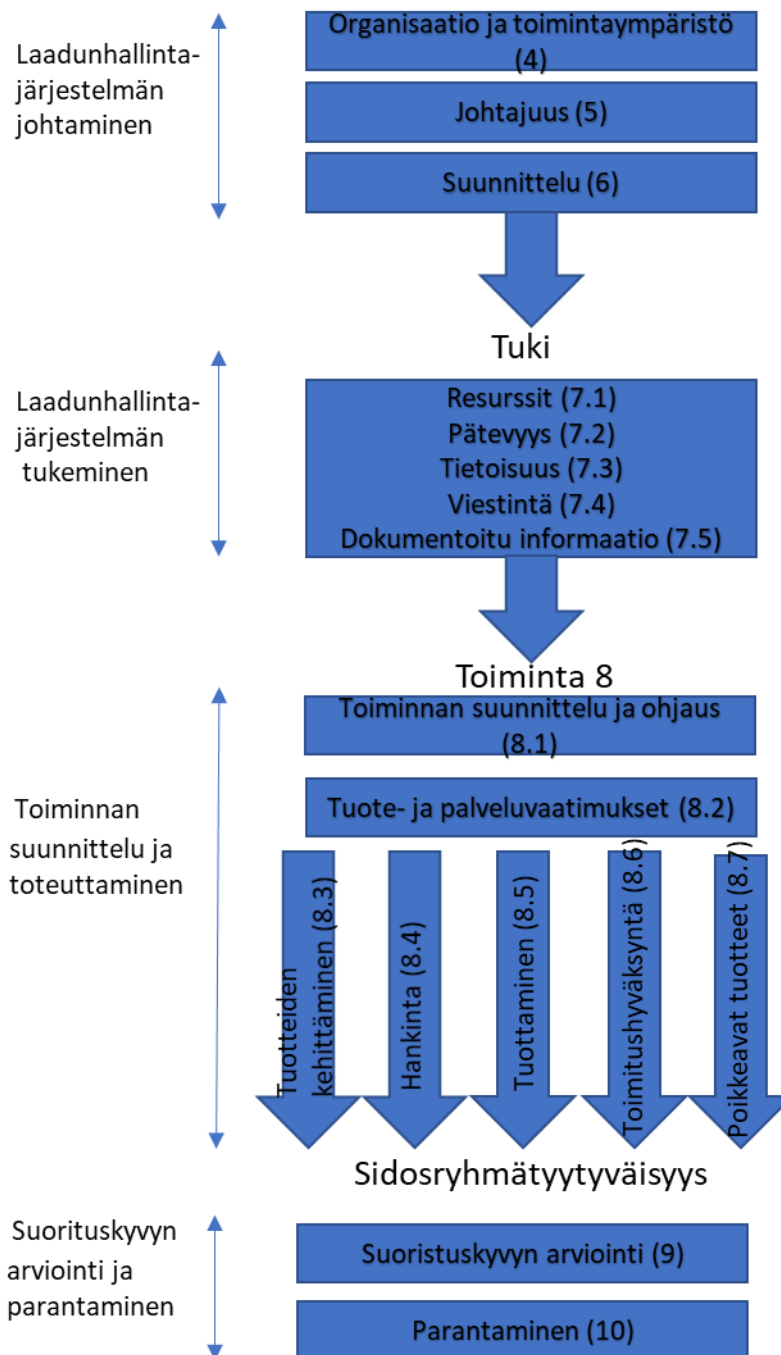 Laadunhallinta-
järjestelmän
johtaminen
Organisaatio ja toimintaympäristö
(4)
Johtajuus (5)
Suunnittelu (6)
Tuki
Laadunhallinta-
järjestelmän
tukeminen
Resurssit (7.1)
Pätevyys (7.2)
Tietoisuus (7.3)
Viestintä (7.4)
Dokumentoitu informaatio (7.5)
Toiminta 8
Toiminnan suunnittelu ja ohjaus
(8.1)
Tuote- ja palveluvaatimukset (8.2)
Toiminnan
suunnittelu ja
toteuttaminen
Tuotteiden
kehittäminen (8.3)
Hankinta (8.4)
Tuottaminen (8.5)
Toimitushyväksyntä (8.6)
Poikkeavat tuotteet (8.7)
Sidosryhmätyytyväisyys
Suorituskyvyn
arviointi ja
parantaminen
Suoristuskyvyn arviointi (9)
Parantaminen (10)